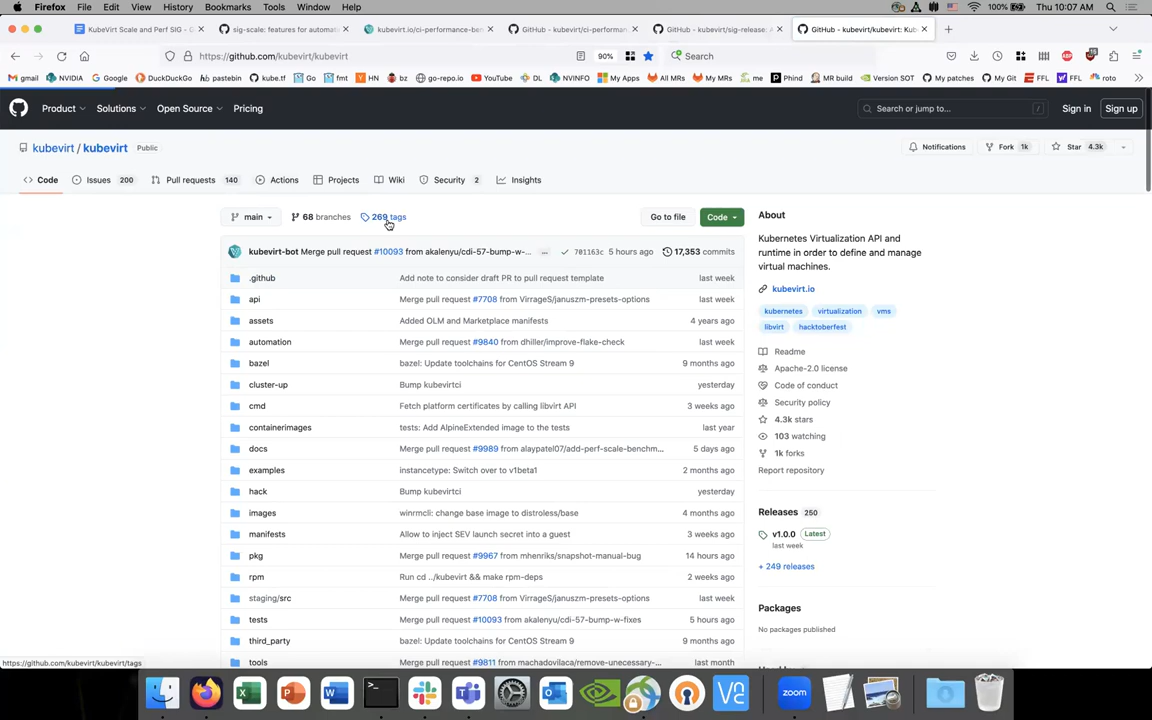 Firefox File Edit View History Bookmarks Tools Window Help 100% Thu 10:07 AM
KubeVirt Scale and Perf SIG - D
sig-scale: features for automat
kubevirt.io/ci-performance-ben
GitHub - kubevirt/ci-performanc
GitHub - kubevirt/sig-release: A
GitHub - kubevirt/kubevirt: Kub
https://github.com/kubevirt/kubevirt 90% Search
gmail NVIDIA Google DuckDuckGo pastebin kube.tf Go fmt HN bz go-repo.io YouTube DL NVINFO My Apps All MRs My MRs me Phind MR build Version SOT My patches My Git FFL FFL roto
Product Solutions Open Source Pricing Search or jump to... / Sign in Sign up
kubevirt / kubevirt Public Notifications Fork 1k Star 4.3k
Code Issues 200 Pull requests 140 Actions Projects Wiki Security 2 Insights
main 68 branches 269 tags Go to file Code
kubevirt-bot Merge pull request #10093 from akalenyu/cdi-57-bump-w-... ... 701163c 5 hours ago 17,353 commits
.github Add note to consider draft PR to pull request template last week
api Merge pull request #7708 from VirrageS/januszm-presets-options last week
assets Added OLM and Marketplace manifests 4 years ago
automation Merge pull request #9840 from dhiller/improve-flake-check last week
bazel bazel: Update toolchains for CentOS Stream 9 9 months ago
cluster-up Bump kubevirtci yesterday
cmd Fetch platform certificates by calling libvirt API 3 weeks ago
containerimages tests: Add AlpineExtended image to the tests last year
docs Merge pull request #9989 from alaypatel07/add-perf-scale-benchm... 5 days ago
examples instancetype: Switch over to v1beta1 2 months ago
hack Bump kubevirtci yesterday
images winrmcli: change base image to distroless/base 4 months ago
manifests Allow to inject SEV launch secret into a guest 3 weeks ago
pkg Merge pull request #9967 from mhenriks/snapshot-manual-bug 14 hours ago
rpm Run cd ../kubevirt && make rpm-deps 2 weeks ago
staging/src Merge pull request #7708 from VirrageS/januszm-presets-options last week
tests Merge pull request #10093 from akalenyu/cdi-57-bump-w-fixes 5 hours ago
third_party bazel: Update toolchains for CentOS Stream 9 9 months ago
tools Merge pull request #9811 from machadovilaca/remove-unnecessary-... last month
About
Kubernetes Virtualization API and
runtime in order to define and manage
virtual machines.
kubevirt.io
kubernetes virtualization vms
libvirt hacktoberfest
Readme
Apache-2.0 license
Code of conduct
Security policy
4.3k stars
103 watching
1k forks
Report repository
Releases 250
v1.0.0 Latest
last week
+ 249 releases
Packages
No packages published
https://github.com/kubevirt/kubevirt/tags
zoom